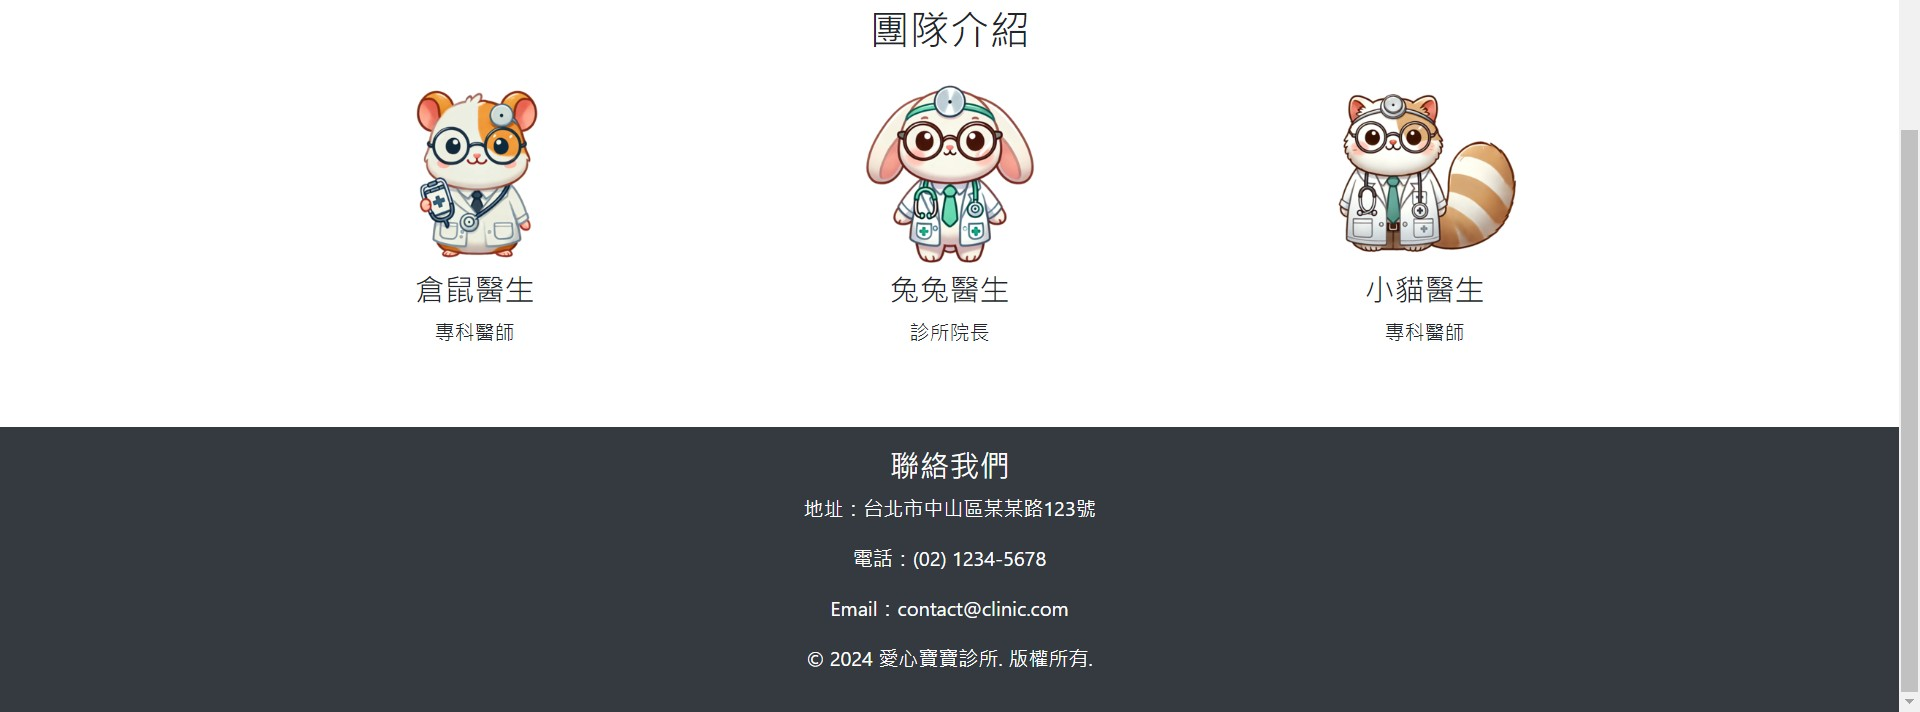 團隊介紹
倉鼠醫生
專科醫師
兔兔醫生
診所院長
小貓醫生
專科醫師
聯絡我們
地址：台北市中山區某某路123號
電話：(02) 1234-5678
Email：contact@clinic.com
© 2024 愛心寶寶診所. 版權所有.